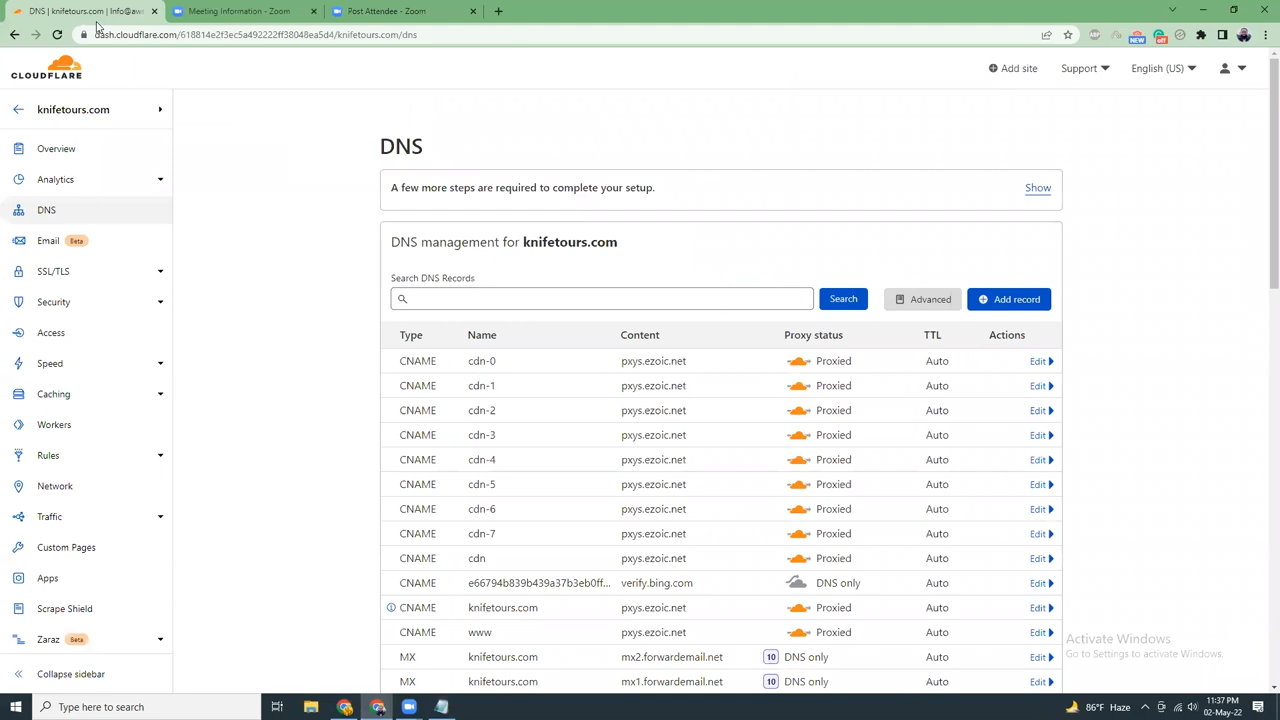 DNS | knifetours.com | Info@aw
Meeting Information - Zoom
Post Attendee - Zoom
dash.cloudflare.com/618814e2f3ec5a492222ff38048ea5d4/knifetours.com/dns
NEW
off
CLOUDFLARE
Add site
Support
English (US)
knifetours.com
Overview
Analytics
DNS
Email Beta
SSL/TLS
Security
Access
Speed
Caching
Workers
Rules
Network
Traffic
Custom Pages
Apps
Scrape Shield
Zaraz Beta
Collapse sidebar
DNS
A few more steps are required to complete your setup.
Show
DNS management for knifetours.com
Search DNS Records
Search
Advanced
Add record
Type Name Content Proxy status TTL Actions
CNAME cdn-0 pxys.ezoic.net Proxied Auto Edit
CNAME cdn-1 pxys.ezoic.net Proxied Auto Edit
CNAME cdn-2 pxys.ezoic.net Proxied Auto Edit
CNAME cdn-3 pxys.ezoic.net Proxied Auto Edit
CNAME cdn-4 pxys.ezoic.net Proxied Auto Edit
CNAME cdn-5 pxys.ezoic.net Proxied Auto Edit
CNAME cdn-6 pxys.ezoic.net Proxied Auto Edit
CNAME cdn-7 pxys.ezoic.net Proxied Auto Edit
CNAME cdn pxys.ezoic.net Proxied Auto Edit
CNAME e66794b839b439a37b3eb0ff... verify.bing.com DNS only Auto Edit
CNAME knifetours.com pxys.ezoic.net Proxied Auto Edit
CNAME www pxys.ezoic.net Proxied Auto Edit
MX knifetours.com mx2.forwardemail.net 10 DNS only Auto Edit
MX knifetours.com mx1.forwardemail.net 10 DNS only Auto Edit
Activate Windows
Go to Settings to activate Windows.
Type here to search
86°F Haze
11:37 PM
02-May-22